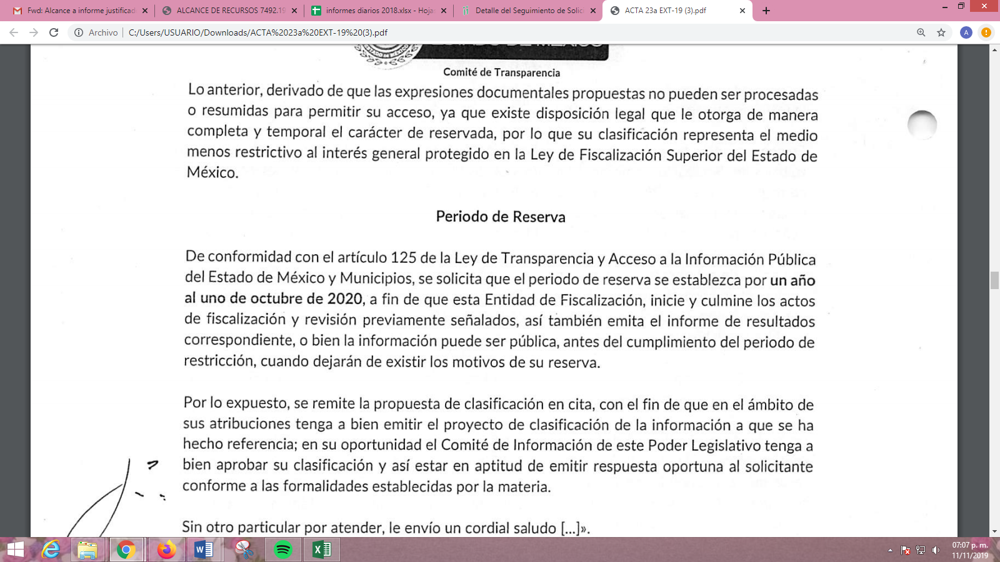 Fwd: Alcance a informe justificad
ALCANCE DE RECURSOS 7492.19
informes diarios 2018.xlsx - Hoja
Detalle del Seguimiento de Solici
ACTA 23a EXT-19 (3).pdf
Archivo
C:/Users/USUARIO/Downloads/ACTA%2023a%20EXT-19%20(3).pdf
A
Comité de Transparencia
Lo anterior, derivado de que las expresiones documentales propuestas no pueden ser procesadas
o resumidas para permitir su acceso, ya que existe disposición legal que le otorga de manera
completa y temporal el carácter de reservada, por lo que su clasificación representa el medio
menos restrictivo al interés general protegido en la Ley de Fiscalización Superior del Estado de
México.
Periodo de Reserva
De conformidad con el artículo 125 de la Ley de Transparencia y Acceso a la Información Pública
del Estado de México y Municipios, se solicita que el periodo de reserva se establezca por un año
al uno de octubre de 2020, a fin de que esta Entidad de Fiscalización, inicie y culmine los actos
de fiscalización y revisión previamente señalados, así también emita el informe de resultados
correspondiente, o bien la información puede ser pública, antes del cumplimiento del periodo de
restricción, cuando dejarán de existir los motivos de su reserva.
Por lo expuesto, se remite la propuesta de clasificación en cita, con el fin de que en el ámbito de
sus atribuciones tenga a bien emitir el proyecto de clasificación de la información a que se ha
hecho referencia; en su oportunidad el Comité de Información de este Poder Legislativo tenga a
bien aprobar su clasificación y así estar en aptitud de emitir respuesta oportuna al solicitante
conforme a las formalidades establecidas por la materia.
Sin otro particular por atender, le envío un cordial saludo [...]».
07:07 p. m.
11/11/2019